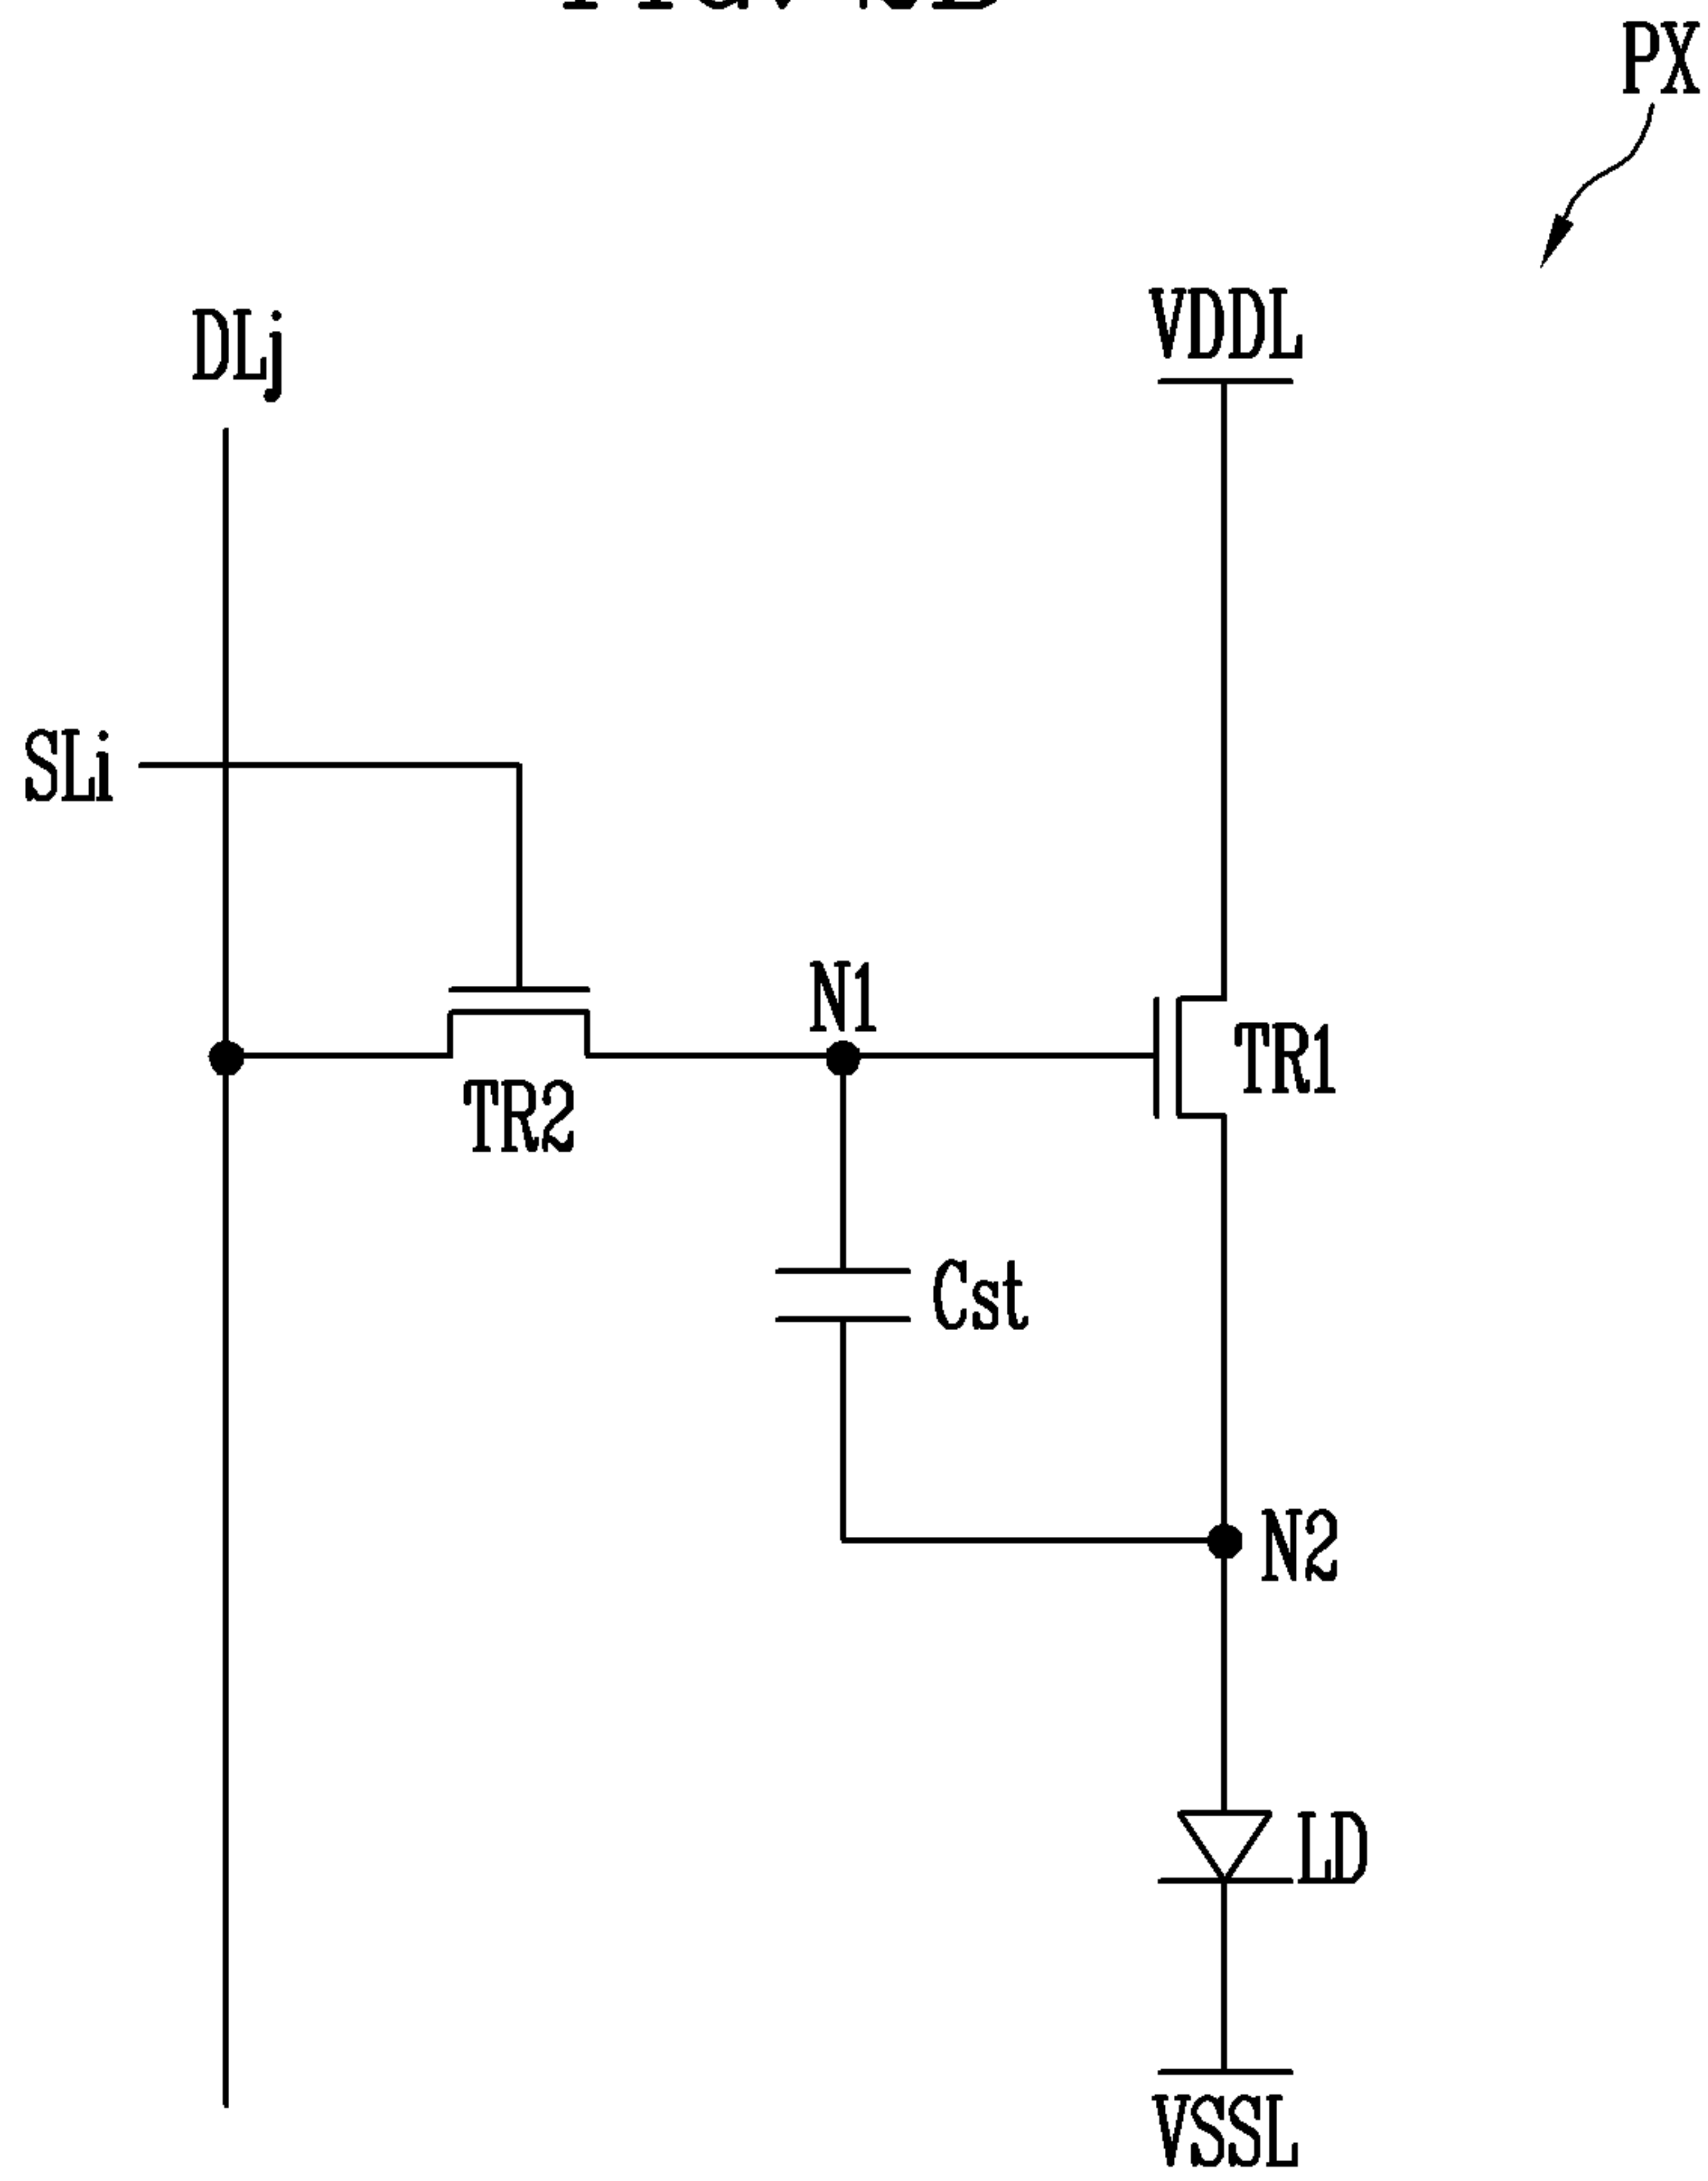 PX
VDDL
DLj
SLi
N1
TR1
TR2
Cst
N2
LD
VSSL